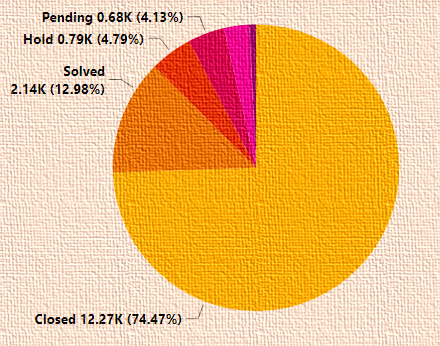 Pending 0.68K (4.13%)
Hold 0.79K (4.79%)
Solved
2.14K (12.98%)
Closed 12.27K (74.47%)